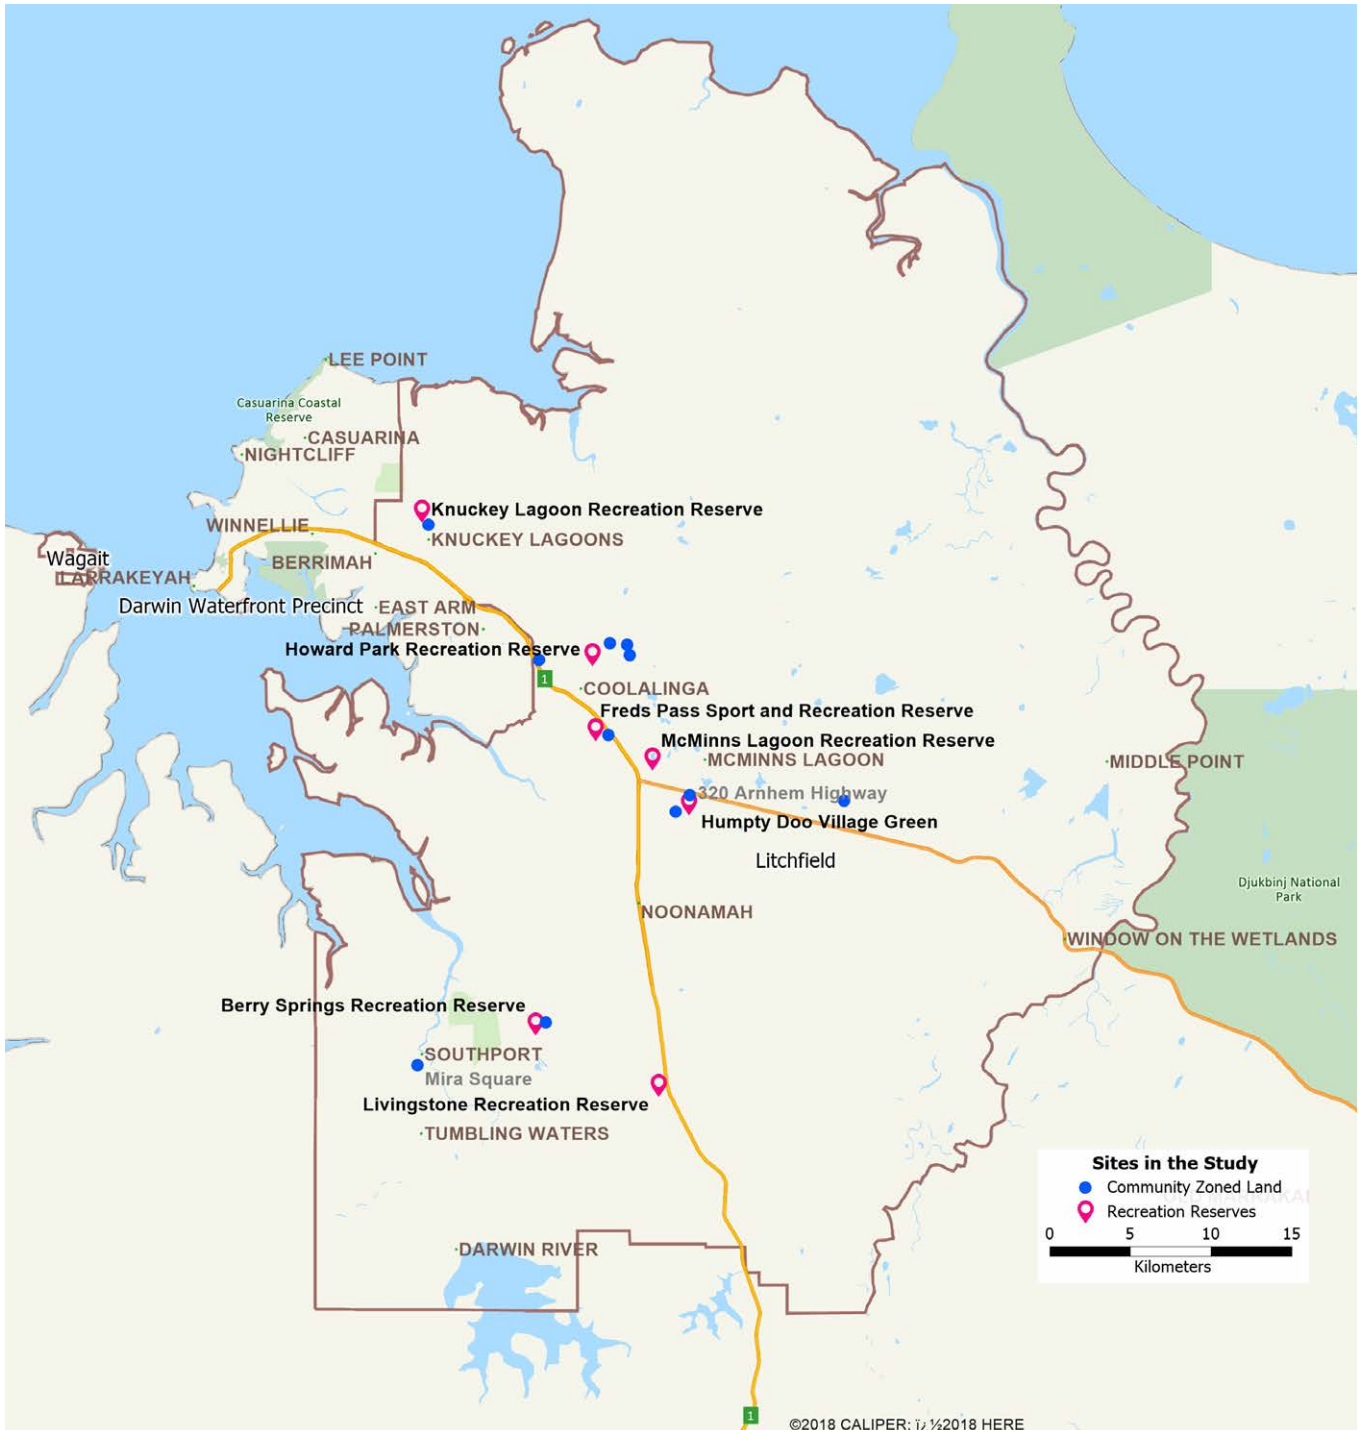 LEE POINT
Casuarina Coastal
Reserve
CASUARINA
NIGHTCLIFF
Knuckey Lagoon Recreation Reserve
WINNELLIE
KNUCKEY LAGOONS
Wagait
BERRIMAH
LARRAKEYAH
Darwin Waterfront Precinct
EAST ARM
PALMERSTON
Howard Park Recreation Reserve
1
COOLALINGA
Freds Pass Sport and Recreation Reserve
McMinns Lagoon Recreation Reserve
MCMINNS LAGOON
MIDDLE POINT
320 Arnhem Highway
Humpty Doo Village Green
Litchfield
Djukbinj National
Park
NOONAMAH
WINDOW ON THE WETLANDS
Berry Springs Recreation Reserve
SOUTHPORT
Mira Square
Livingstone Recreation Reserve
TUMBLING WATERS
DARWIN RIVER
Sites in the Study
Community Zoned Land
Recreation Reserves
0 5 10 15
Kilometers
1
©2018 CALIPER; ï¿½2018 HERE